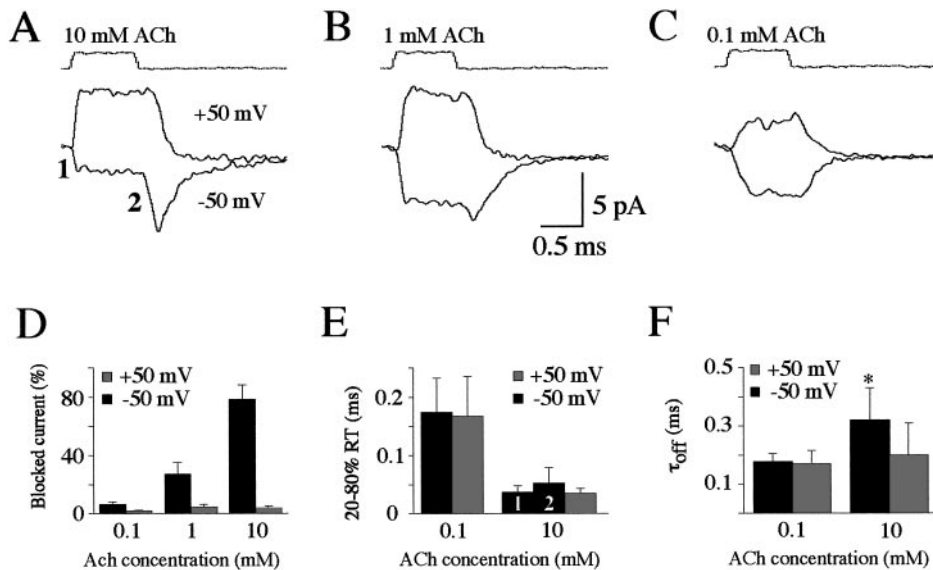 A
B
C
10 mM ACh
1 mM ACh
0.1 mM ACh
+50 mV
1
2
-50 mV
5 pA
0.5 ms
D
E
F
Blocked current (%)
80
40
0
+50 mV
-50 mV
0.1
1
10
Ach concentration (mM)
20-80% RT (ms)
0.2
0.1
0
+50 mV
-50 mV
1
2
0.1
10
ACh concentration (mM)
τoff (ms)
0.5
0.3
0.1
+50 mV
-50 mV
*
0.1
10
ACh concentration (mM)